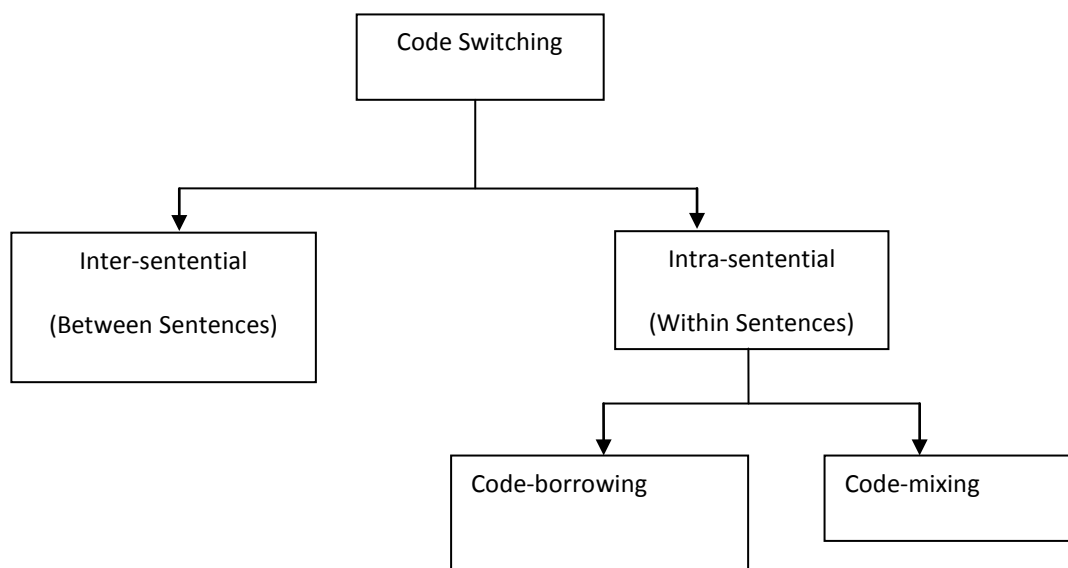 Code Switching
Inter-sentential
(Between Sentences)
Intra-sentential
(Within Sentences)
Code-borrowing
Code-mixing